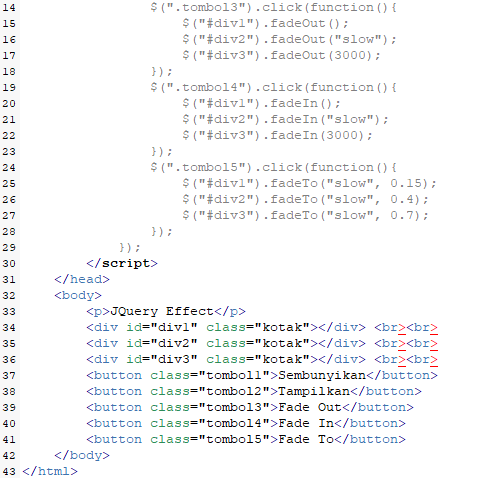 14 $(".tombol3").click(function(){
15 $("#div1").fadeOut();
16 $("#div2").fadeOut("slow");
17 $("#div3").fadeOut(3000);
18 });
19 $(".tombol4").click(function(){
20 $("#div1").fadeIn();
21 $("#div2").fadeIn("slow");
22 $("#div3").fadeIn(3000);
23 });
24 $(".tombol5").click(function(){
25 $("#div1").fadeTo("slow", 0.15);
26 $("#div2").fadeTo("slow", 0.4);
27 $("#div3").fadeTo("slow", 0.7);
28 });
29 });
30 </script>
31 </head>
32 <body>
33 <p>JQuery Effect</p>
34 <div id="div1" class="kotak"></div> <br><br>
35 <div id="div2" class="kotak"></div> <br><br>
36 <div id="div3" class="kotak"></div> <br><br>
37 <button class="tombol1">Sembunyikan</button>
38 <button class="tombol2">Tampilkan</button>
39 <button class="tombol3">Fade Out</button>
40 <button class="tombol4">Fade In</button>
41 <button class="tombol5">Fade To</button>
42 </body>
43 </html>